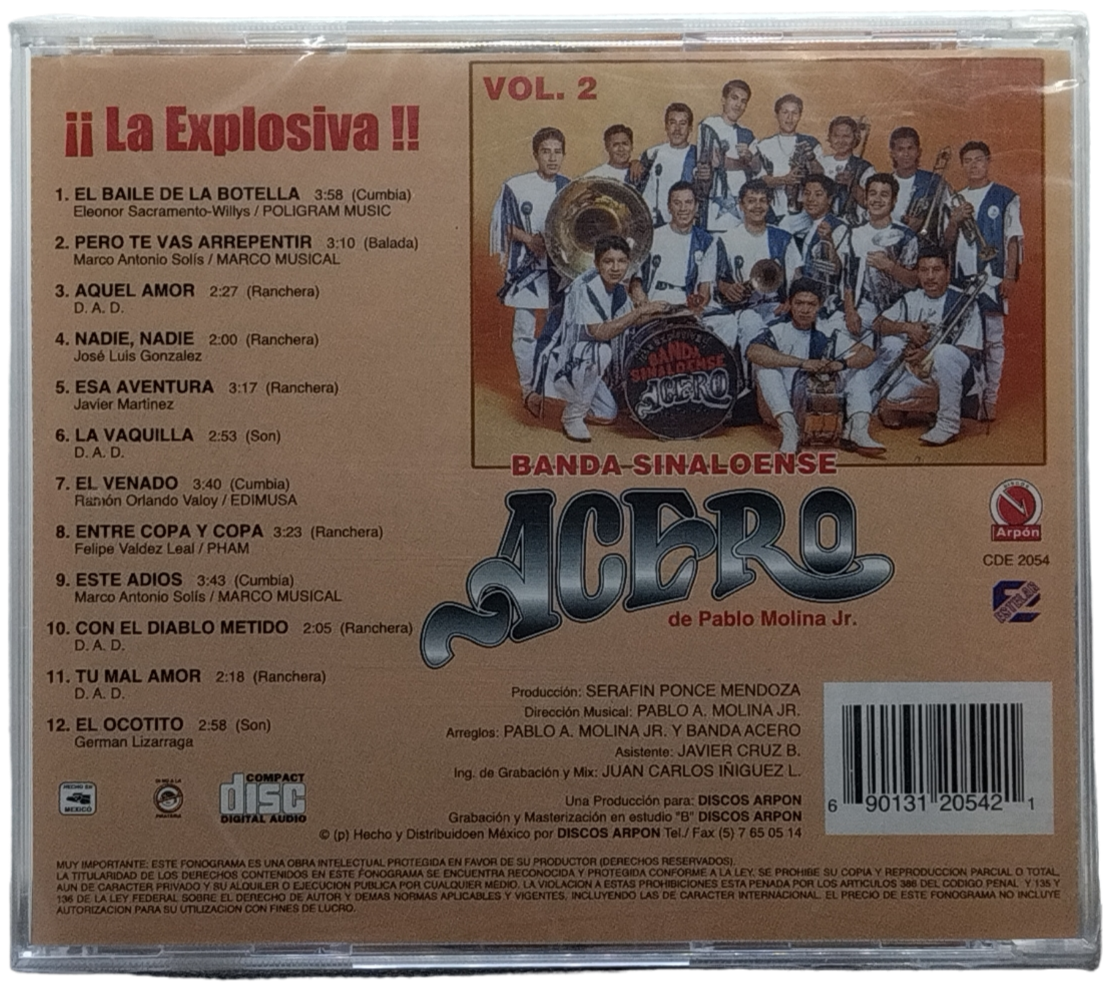 ¡¡ La Explosiva !!
1. EL BAILE DE LA BOTELLA 3:58 (Cumbia)
Eleonor Sacramento-Willys / POLIGRAM MUSIC
2. PERO TE VAS ARREPENTIR 3:10 (Balada)
Marco Antonio Solís / MARCO MUSICAL
3. AQUEL AMOR 2:27 (Ranchera)
D. A. D.
4. NADIE, NADIE 2:00 (Ranchera)
José Luis Gonzalez
5. ESA AVENTURA 3:17 (Ranchera)
Javier Martinez
6. LA VAQUILLA 2:53 (Son)
D. A. D.
7. EL VENADO 3:40 (Cumbia)
Ramón Orlando Valoy / EDIMUSA
8. ENTRE COPA Y COPA 3:23 (Ranchera)
Felipe Valdez Leal / PHAM
9. ESTE ADIOS 3:43 (Cumbia)
Marco Antonio Solís / MARCO MUSICAL
10. CON EL DIABLO METIDO 2:05 (Ranchera)
D. A. D.
11. TU MAL AMOR 2:18 (Ranchera)
D. A. D.
12. EL OCOTITO 2:58 (Son)
German Lizarraga
VOL. 2
BANDA
SINALOENSE
ACERO
BANDA SINALOENSE
ACERO
de Pablo Molina Jr.
Arpón
CDE 2054
Producción: SERAFIN PONCE MENDOZA
Dirección Musical: PABLO A. MOLINA JR.
Arreglos: PABLO A. MOLINA JR. Y BANDA ACERO
Asistente: JAVIER CRUZ B.
Ing. de Grabación y Mix: JUAN CARLOS IÑIGUEZ L.
Una Producción para: DISCOS ARPON
Grabación y Masterización en estudio "B" DISCOS ARPON
© (p) Hecho y Distribuidoen México por DISCOS ARPON Tel./ Fax (5) 7 65 05 14
6 90131 20542 1
HECHO EN
MEXICO
COMPACT
disc
DIGITAL AUDIO
MUY IMPORTANTE: ESTE FONOGRAMA ES UNA OBRA INTELECTUAL PROTEGIDA EN FAVOR DE SU PRODUCTOR (DERECHOS RESERVADOS).
LA TITULARIDAD DE LOS DERECHOS CONTENIDOS EN ESTE FONOGRAMA SE ENCUENTRA RECONOCIDA Y PROTEGIDA CONFORME A LA LEY. SE PROHIBE SU COPIA Y REPRODUCCION PARCIAL O TOTAL,
AUN DE CARACTER PRIVADO Y SU ALQUILER O EJECUCION PUBLICA POR CUALQUIER MEDIO. LA VIOLACION A ESTAS PROHIBICIONES ESTA PENADA POR LOS ARTICULOS 386 DEL CODIGO PENAL Y 135 Y
136 DE LA LEY FEDERAL SOBRE EL DERECHO DE AUTOR Y DEMAS NORMAS APLICABLES Y VIGENTES, INCLUYENDO LAS DE CARACTER INTERNACIONAL. EL PRECIO DE ESTE FONOGRAMA NO INCLUYE
AUTORIZACION PARA SU UTILIZACION CON FINES DE LUCRO.